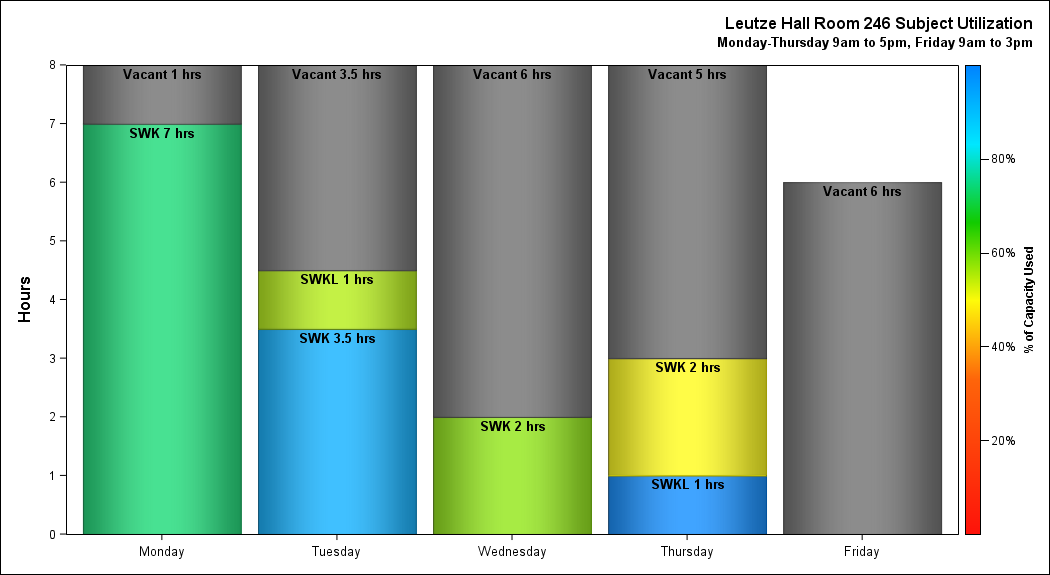 Leutze Hall Room 246 Subject Utilization
Monday-Thursday 9am to 5pm, Friday 9am to 3pm
Hours
8
7
6
5
4
3
2
1
0
Vacant 1 hrs
SWK 7 hrs
Vacant 3.5 hrs
SWKL 1 hrs
SWK 3.5 hrs
Vacant 6 hrs
SWK 2 hrs
Vacant 5 hrs
SWK 2 hrs
SWKL 1 hrs
Vacant 6 hrs
Monday
Tuesday
Wednesday
Thursday
Friday
80%
60%
40%
20%
% of Capacity Used